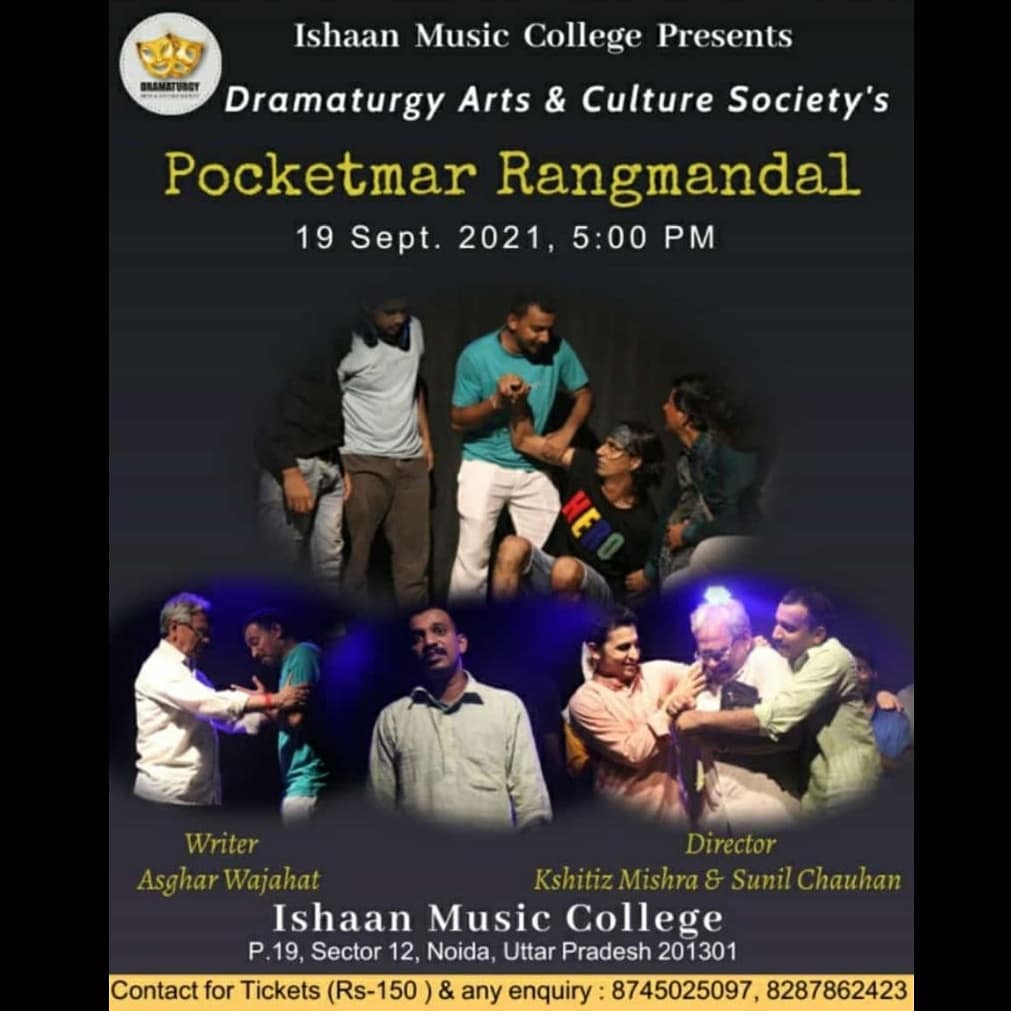 Ishaan Music College Presents
DRAMATURGY
Dramaturgy Arts & Culture Society's
Pocketmar Rangmandal
19 Sept. 2021, 5:00 PM
HERO
Writer
Director
Asghar Wajahat
Kshitiz Mishra & Sunil Chauhan
Ishaan Music College
P.19, Sector 12, Noida, Uttar Pradesh 201301
Contact for Tickets (Rs-150 ) & any enquiry : 8745025097, 8287862423